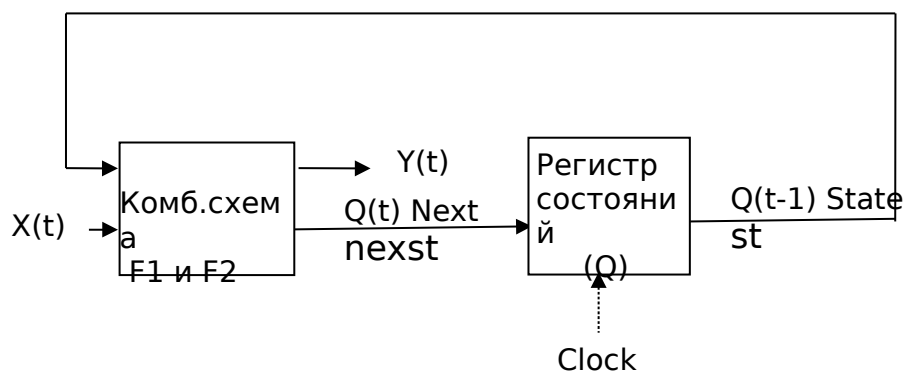 X(t)
Комб.схем
а
F1 и F2
Y(t)
Q(t) Next
nexst
Регистр
состояни
й
(Q)
Q(t-1) State
st
Clock